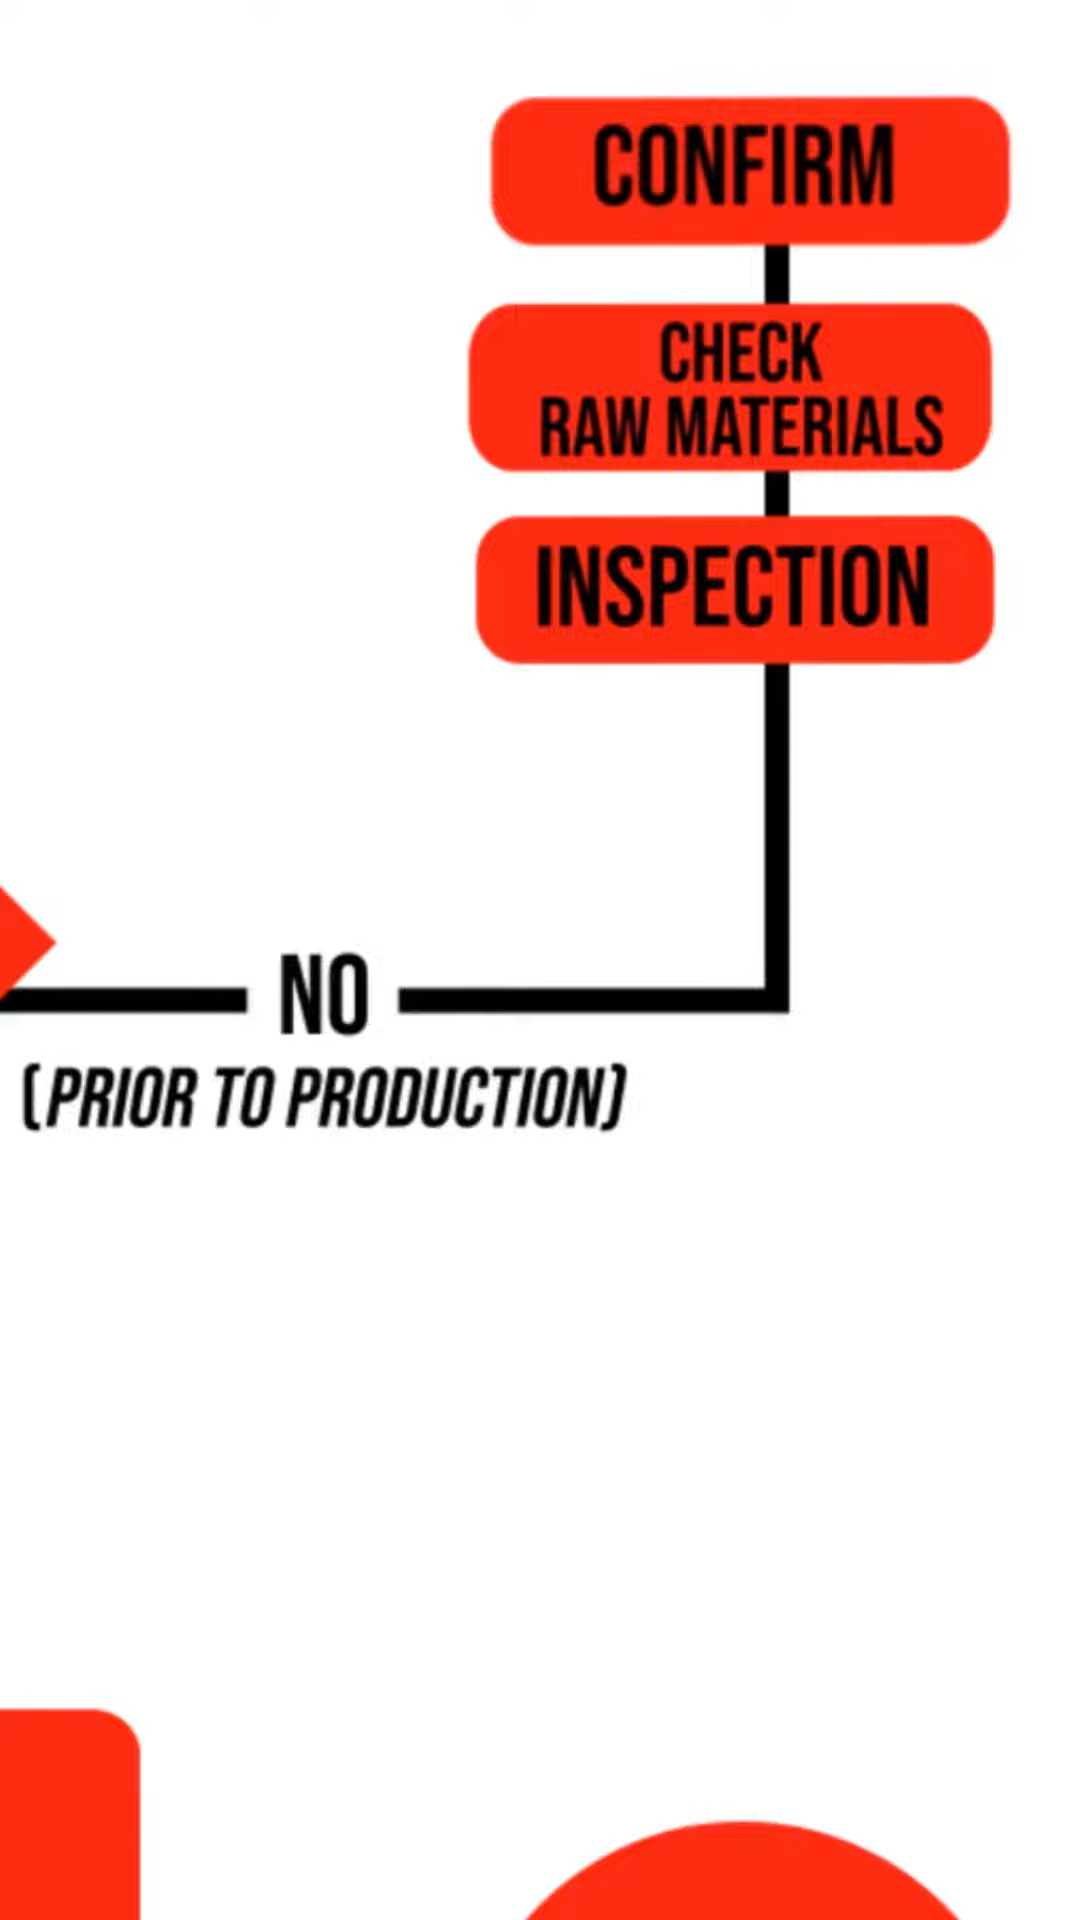 CONFIRM
CHECK
RAW MATERIALS
INSPECTION
NO
(PRIOR TO PRODUCTION)